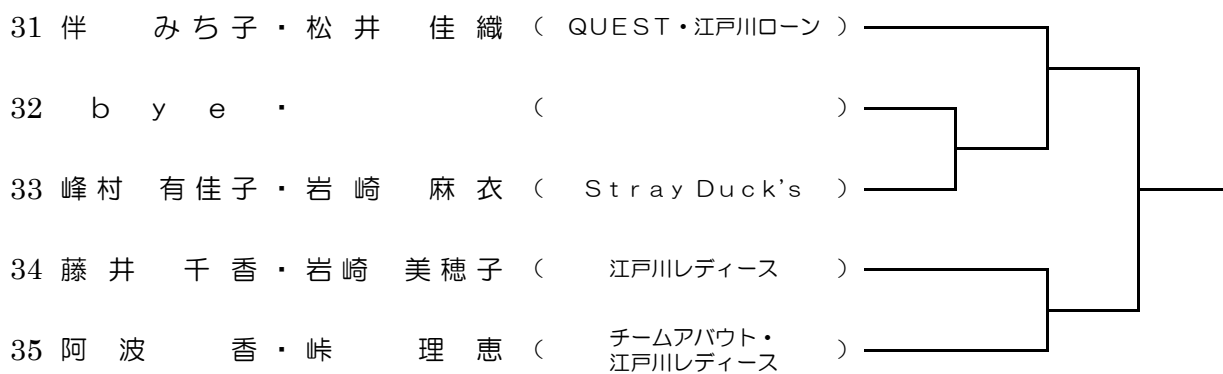 31 伴 みち子・松井 佳織 ( QUEST・江戸川ローン )
32 bye・ ( )
33 峰村 有佳子・岩崎 麻衣 ( Stray Duck's )
34 藤井 千香・岩崎 美穂子 ( 江戸川レディース )
35 阿波 香・峠 理恵 ( チームアバウト・
江戸川レディース )